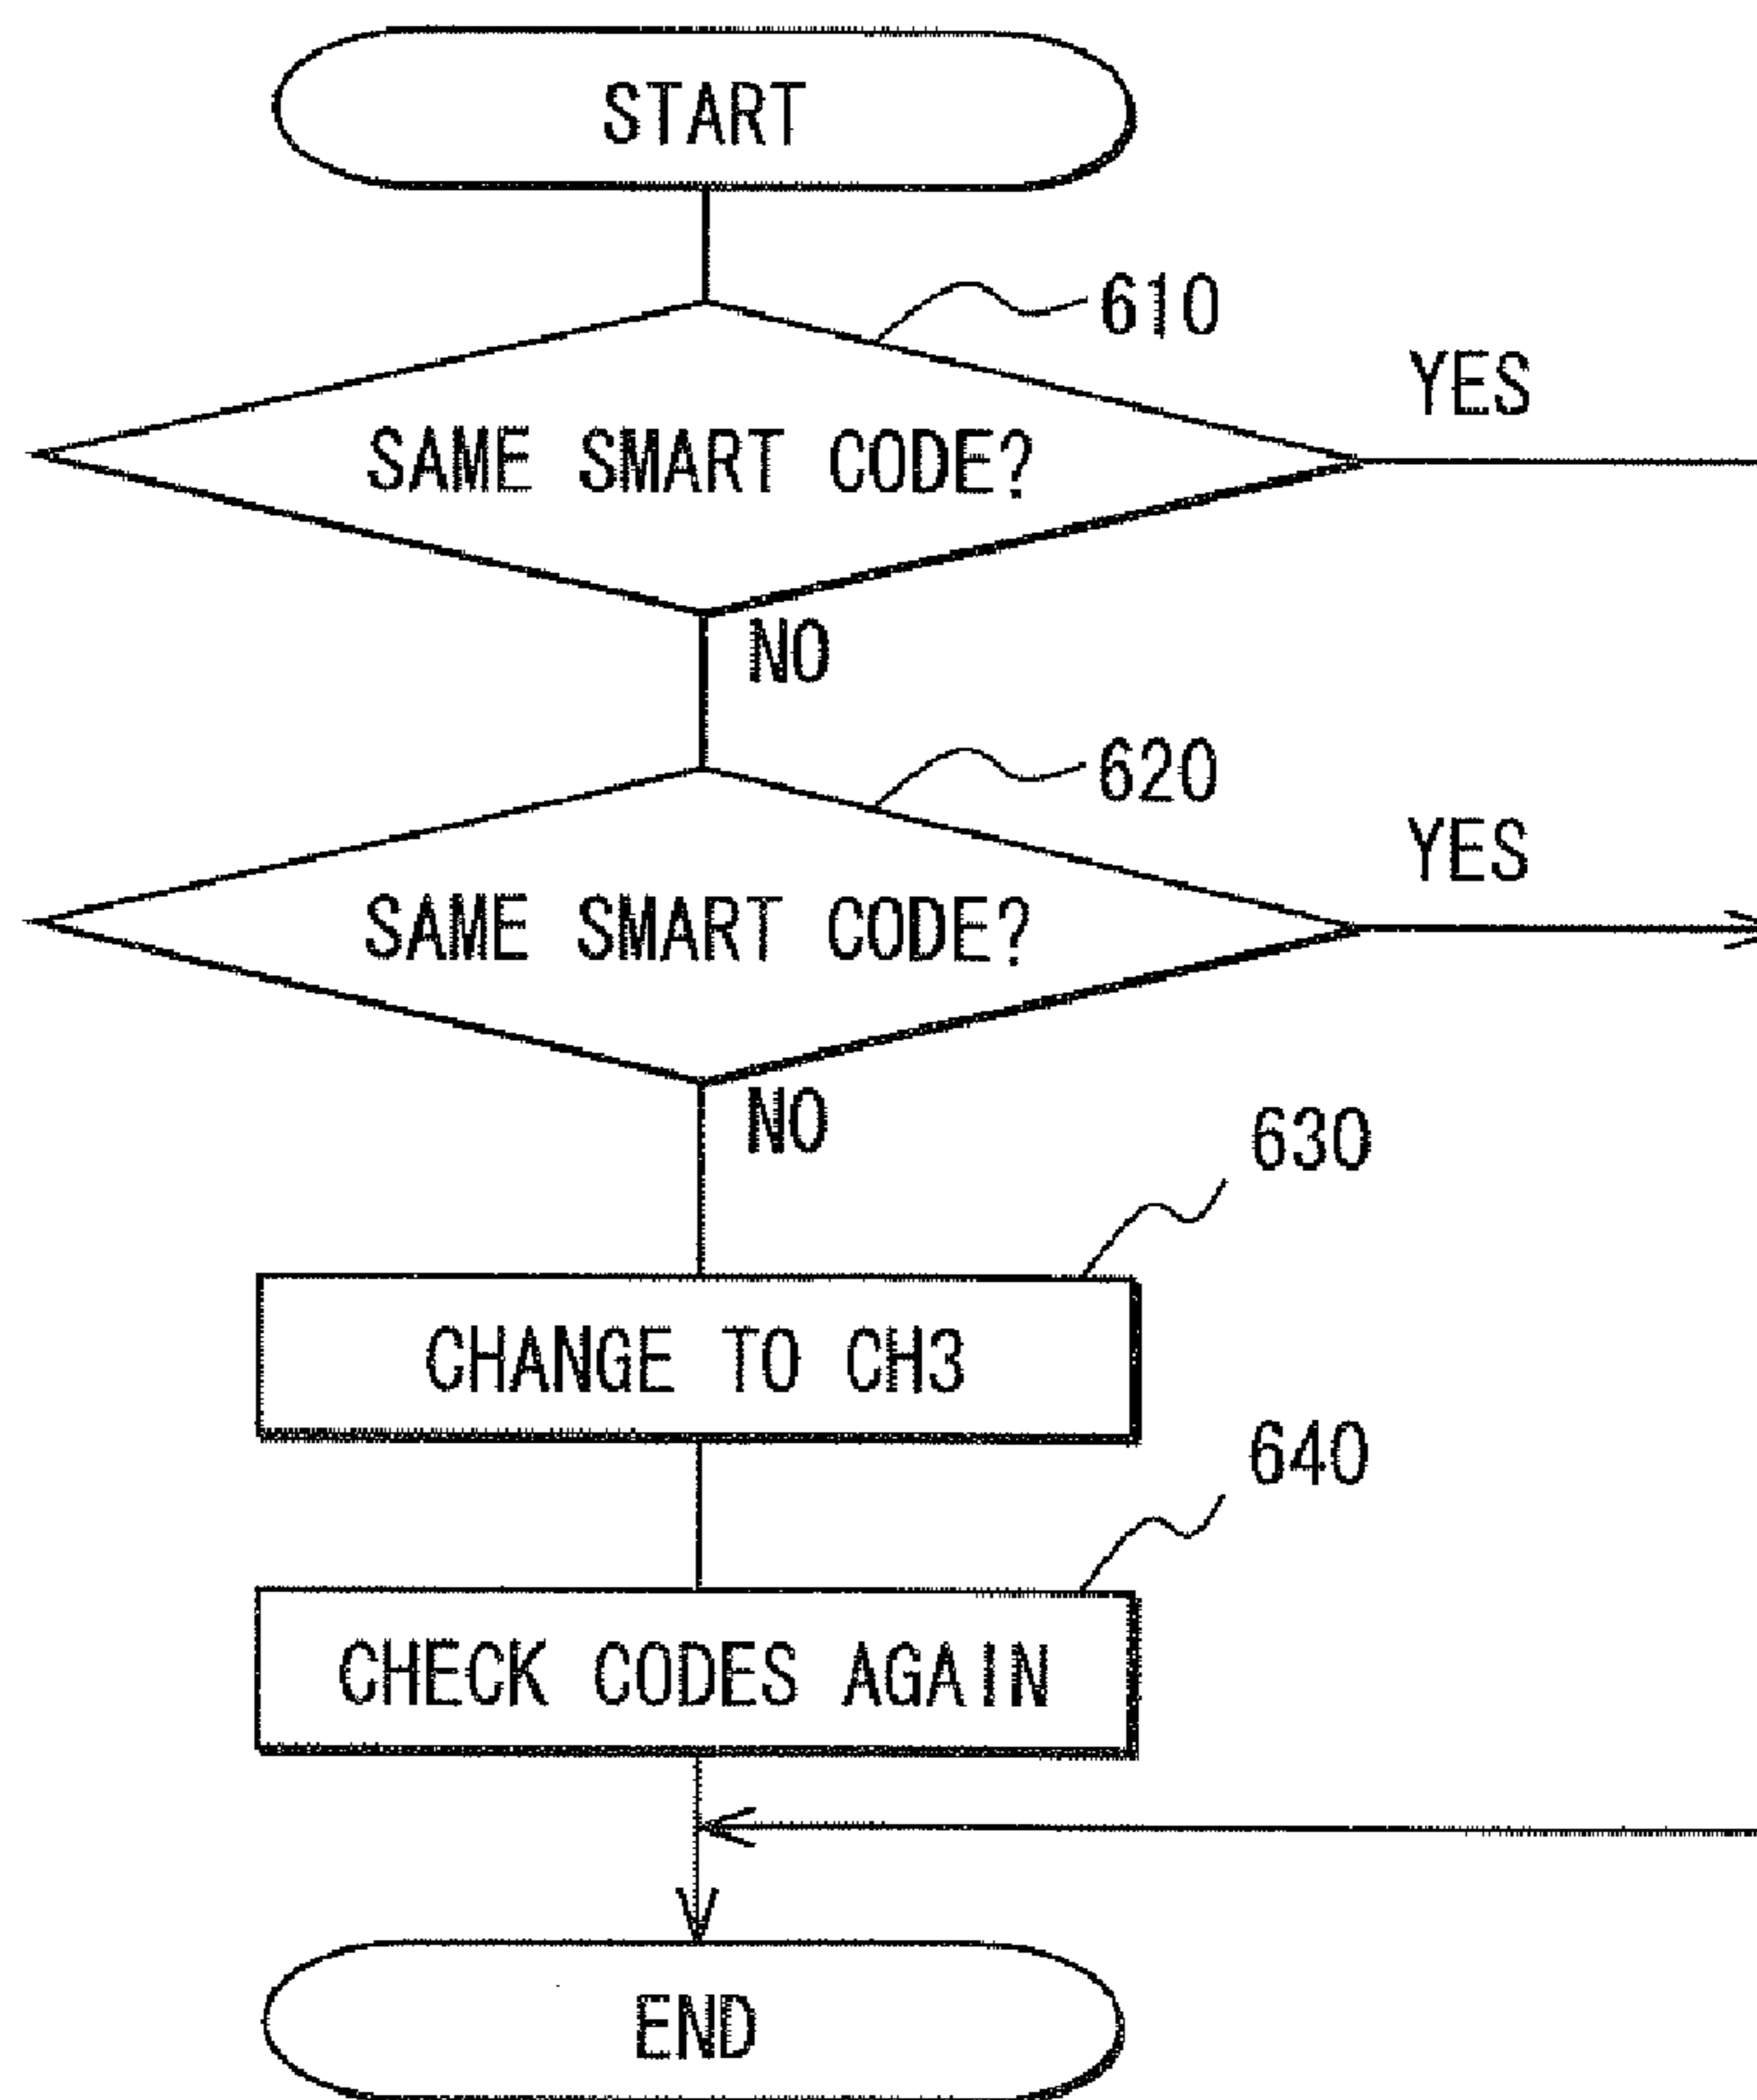 START
610
YES
SAME SMART CODE?
NO
620
YES
SAME SMART CODE?
NO
630
CHANGE TO CH3
640
CHECK CODES AGAIN
END